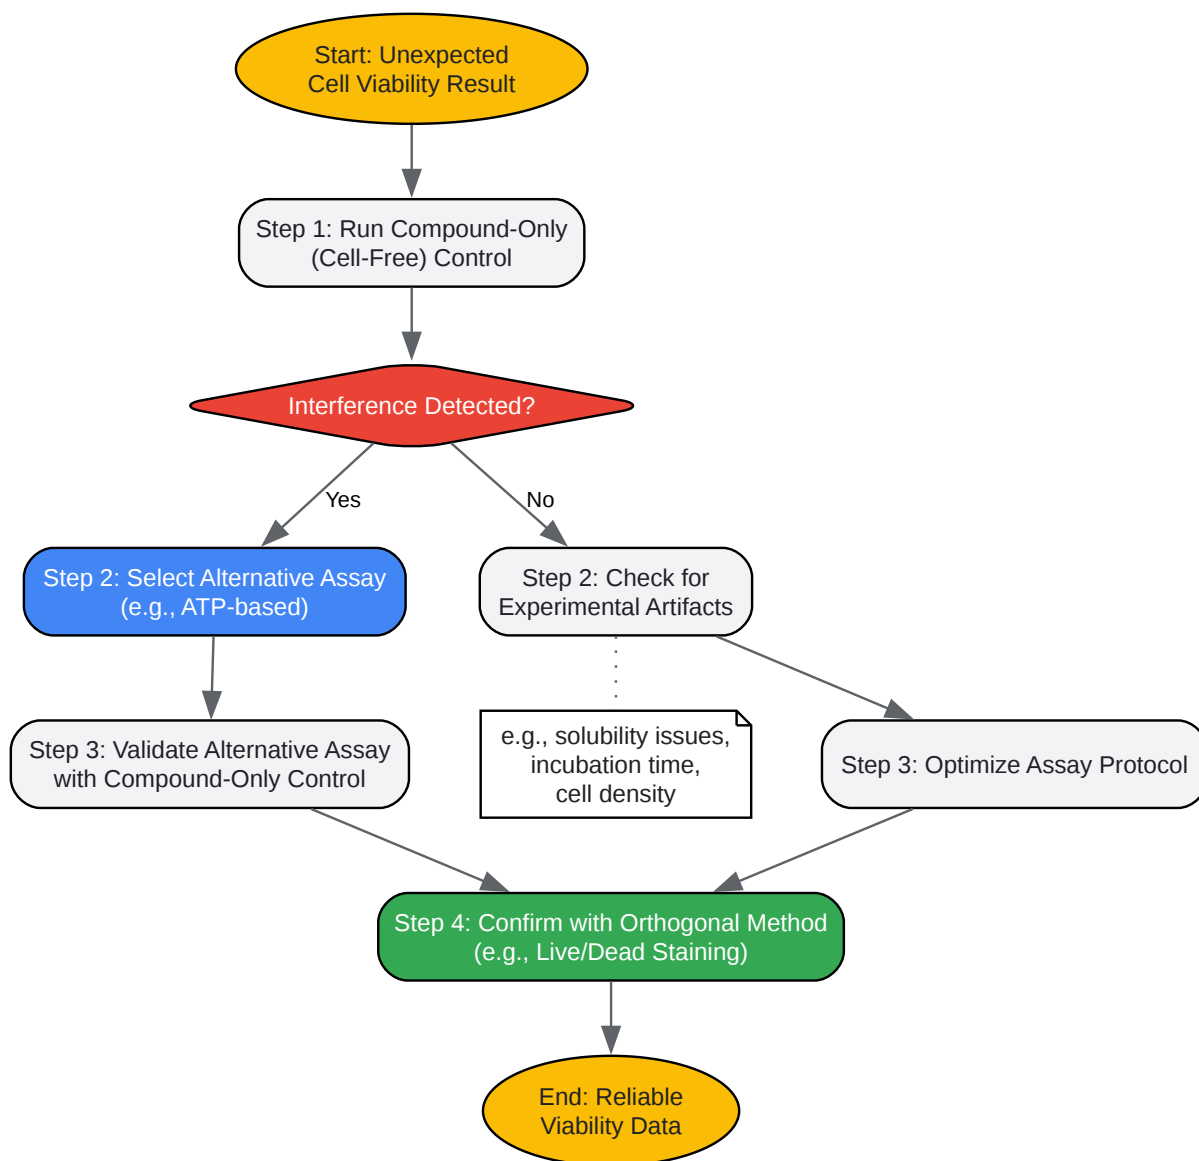 Start: Unexpected
Cell Viability Result
Step 1: Run Compound-Only
(Cell-Free) Control
Interference Detected?
Yes
No
Step 2: Select Alternative Assay
(e.g., ATP-based)
Step 2: Check for
Experimental Artifacts
Step 3: Validate Alternative Assay
with Compound-Only Control
e.g., solubility issues,
incubation time,
cell density
Step 3: Optimize Assay Protocol
Step 4: Confirm with Orthogonal Method
(e.g., Live/Dead Staining)
End: Reliable
Viability Data